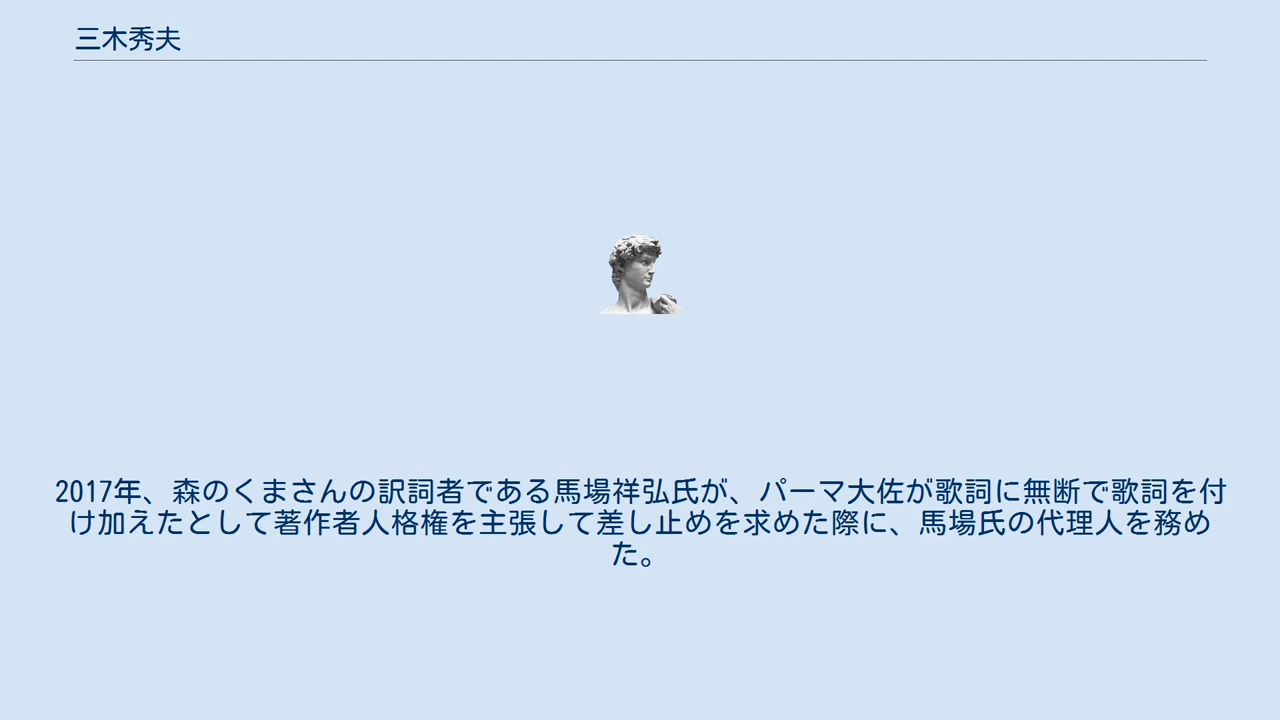 三木秀夫
2017年、森のくまさんの訳詞者である馬場祥弘氏が、パーマ大佐が歌詞に無断で歌詞を付
け加えたとして著作者人格権を主張して差し止めを求めた際に、馬場氏の代理人を務め
た。